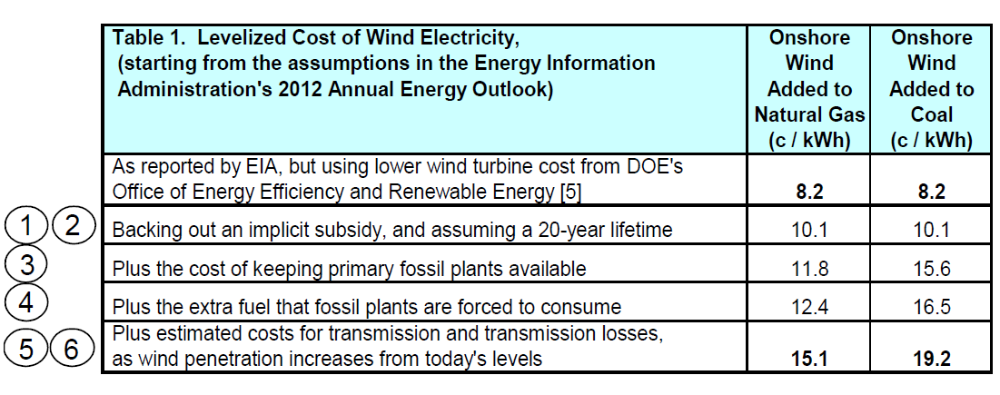 Table 1.  Levelized Cost of Wind Electricity,
(starting from the assumptions in the Energy Information
Administration's 2012 Annual Energy Outlook)
Onshore
Wind
Added to
Natural Gas
(c / kWh)
Onshore
Wind
Added to
Coal
(c / kWh)
As reported by EIA, but using lower wind turbine cost from DOE's
Office of Energy Efficiency and Renewable Energy [5] 8.2 8.2
1 2 Backing out an implicit subsidy, and assuming a 20-year lifetime 10.1 10.1
3 Plus the cost of keeping primary fossil plants available 11.8 15.6
4 Plus the extra fuel that fossil plants are forced to consume 12.4 16.5
5 6 Plus estimated costs for transmission and transmission losses,
as wind penetration increases from today's levels 15.1 19.2